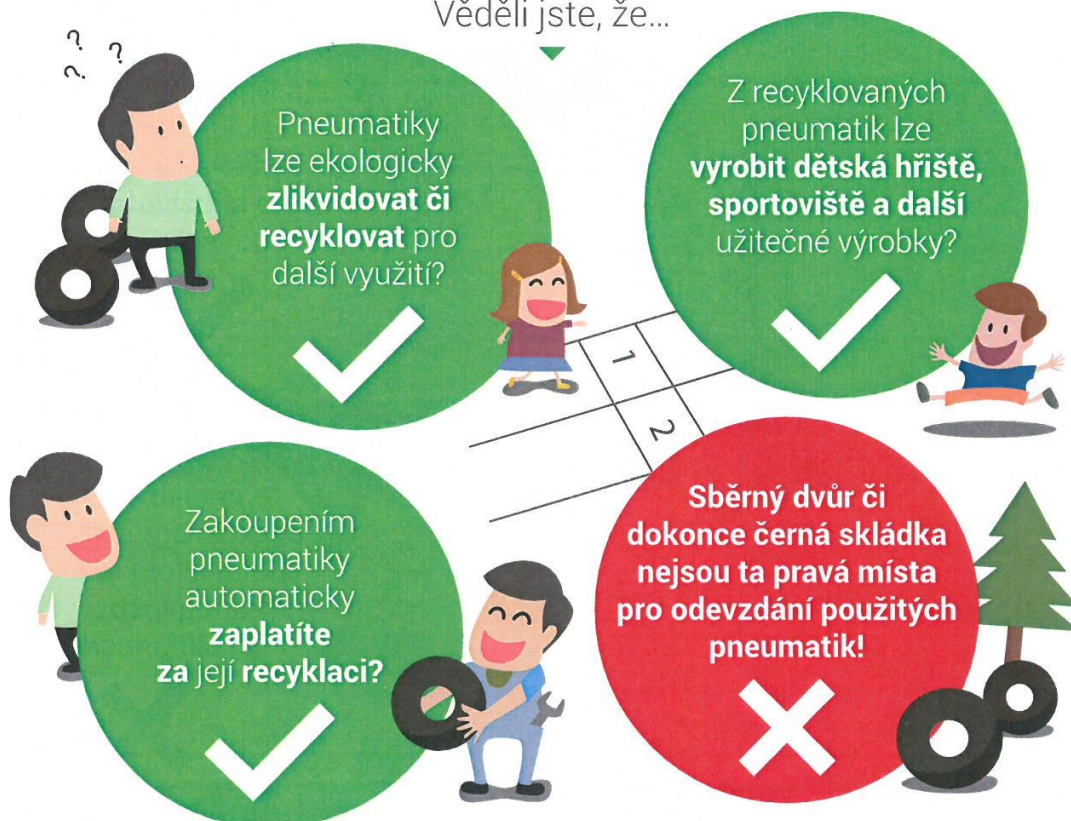 Věděli jste, že...
? ? ?
Pneumatiky
lze ekologicky
zlikvidovat či
recyklovat pro
další využití?
Z recyklovaných
pneumatik lze
vyrobit dětská hřiště,
sportoviště a další
užitečné výrobky?
1
2
Zakoupením
pneumatiky
automaticky
zaplatíte
za její recyklaci?
Sběrný dvůr či
dokonce černá skládka
nejsou ta pravá místa
pro odevzdání použitých
pneumatik!